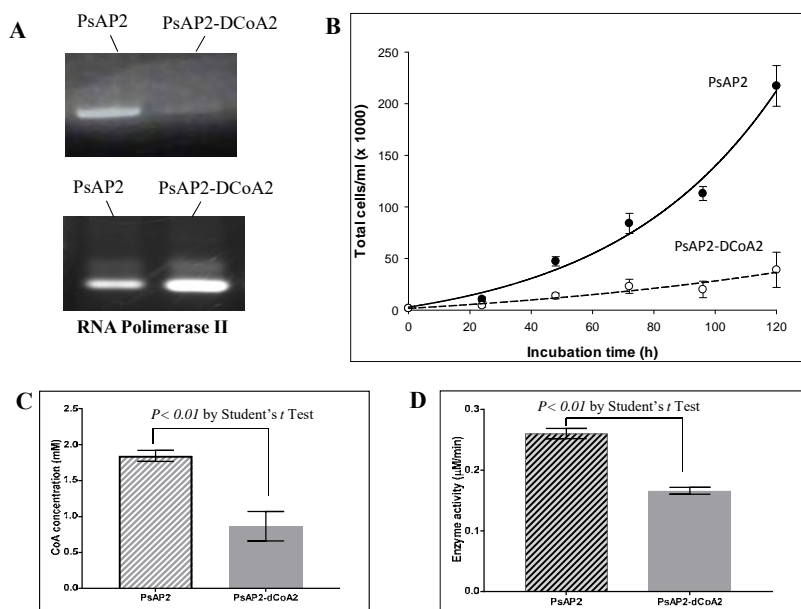 A
PsAP2 PsAP2-DCoA2
PsAP2 PsAP2-DCoA2
RNA Polimerase II
B
Total cells/ml (x 1000)
250
200
150
100
50
0
PsAP2
PsAP2-DCoA2
0 20 40 60 80 100 120
Incubation time (h)
C
P< 0.01 by Student's t Test
CoA concentration (mM)
2.5
2.0
1.5
1.0
0.5
0.0
PsAP2 PsAP2-dCoA2
D
P< 0.01 by Student's t Test
Enzyme activity (µM/min)
0.3
0.2
0.1
0.0
PsAP2 PsAP2-dCoA2